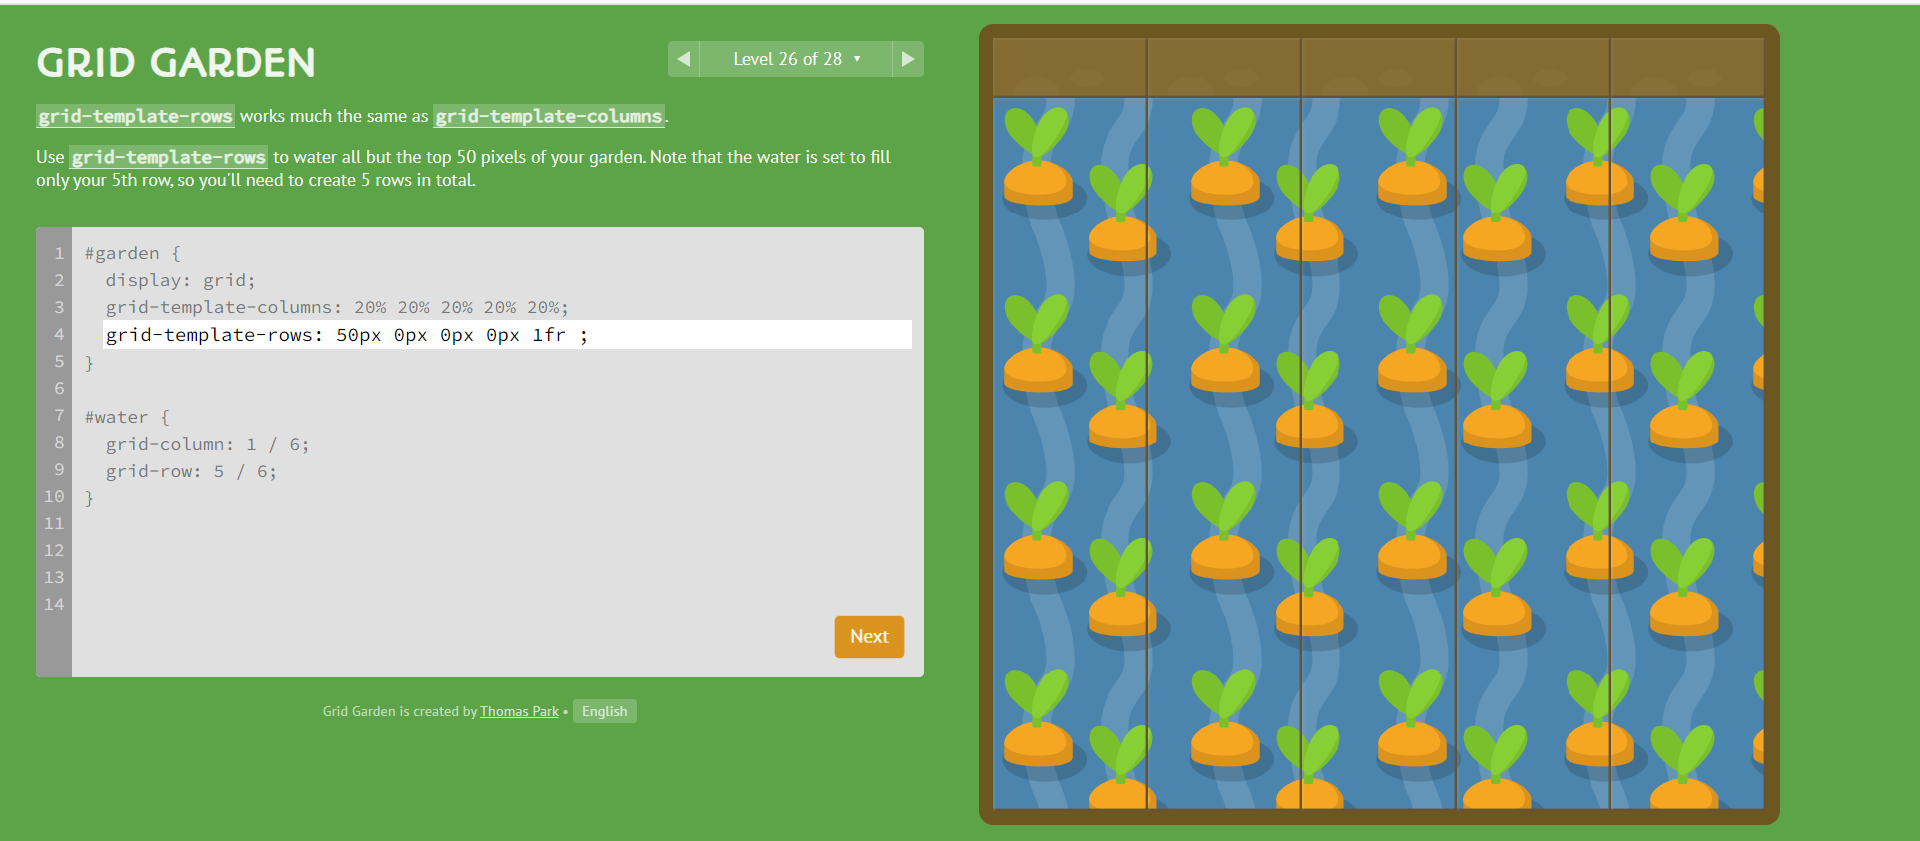 GRID GARDEN
◀ Level 26 of 28 ▼ ▶
grid-template-rows works much the same as grid-template-columns.
Use grid-template-rows to water all but the top 50 pixels of your garden. Note that the water is set to fill
only your 5th row, so you'll need to create 5 rows in total.
1 #garden {
2 display: grid;
3 grid-template-columns: 20% 20% 20% 20% 20%;
4 grid-template-rows: 50px 0px 0px 0px 1fr ;
5 }
6
7 #water {
8 grid-column: 1 / 6;
9 grid-row: 5 / 6;
10 }
11
12
13
14
Next
Grid Garden is created by Thomas Park • English